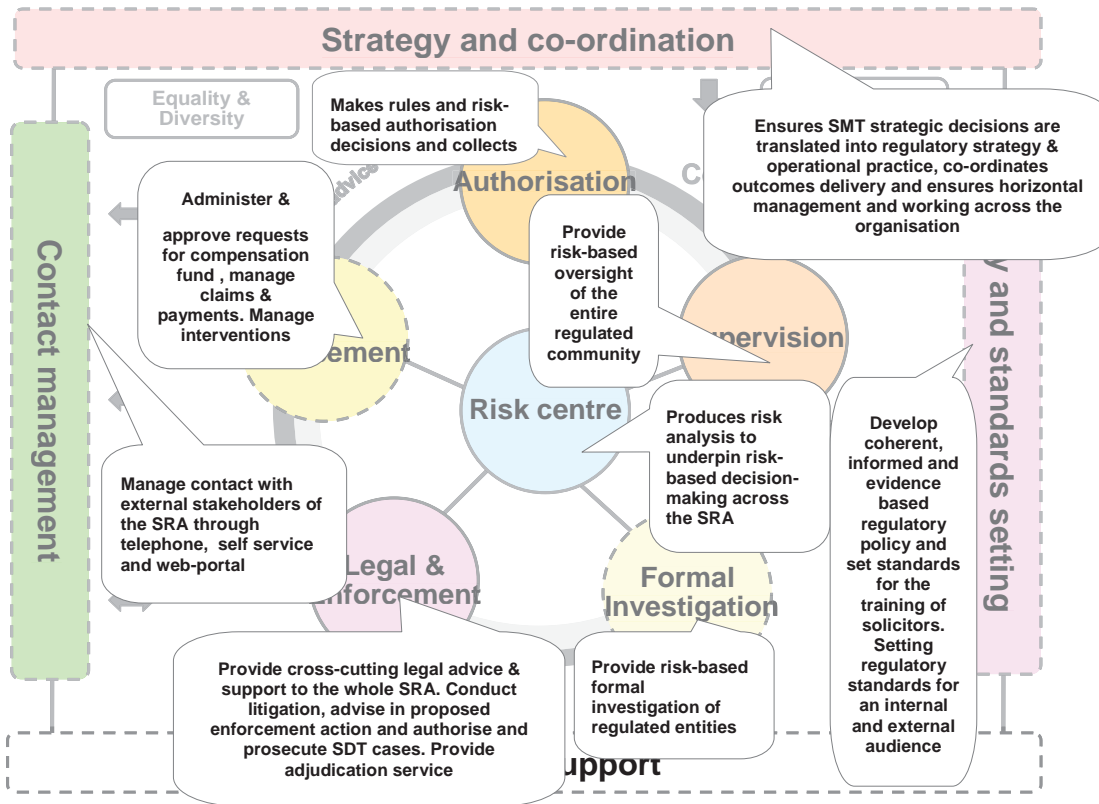 Strategy and co-ordination
Equality &
Diversity
Makes rules and risk-
based authorisation
decisions and collects
Ensures SMT strategic decisions are
translated into regulatory strategy &
operational practice, co-ordinates
outcomes delivery and ensures horizontal
management and working across the
organisation
Authorisation
Administer &
approve requests
for compensation
fund , manage
claims &
payments. Manage
interventions
Provide
risk-based
oversight
of the
entire
regulated
community
Contact management
y and standards setting
ement
pervision
Risk centre
Produces risk
analysis to
underpin risk-
based decision-
making across
the SRA
Develop
coherent,
informed and
evidence
based
regulatory
policy and
set standards
for the
training of
solicitors.
Setting
regulatory
standards for
an internal
and external
audience
Manage contact with
external stakeholders of
the SRA through
telephone, self service
and web-portal
Legal &
nforcement
Formal
Investigation
Provide cross-cutting legal advice &
support to the whole SRA. Conduct
litigation, advise in proposed
enforcement action and authorise and
prosecute SDT cases. Provide
adjudication service
Provide risk-based
formal
investigation of
regulated entities
upport